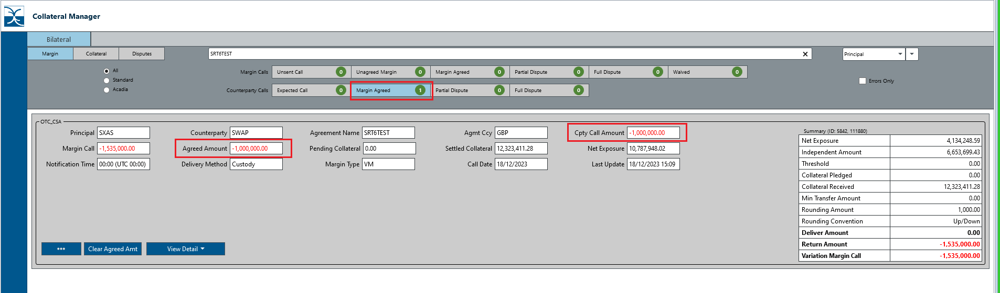 Collateral Manager
Bilateral
Margin Collateral Disputes SRT6TEST Principal
All
Standard
Acadia
Margin Calls Unsent Call 0 Unagreed Margin 0 Margin Agreed 0 Partial Dispute 0 Full Dispute 0 Waived 0
Errors Only
Counterparty Calls Expected Call 0 Margin Agreed 1 Partial Dispute 0 Full Dispute 0
OTC_CSA
Principal SXAS Counterparty SWAP Agreement Name SRT6TEST Agmt Ccy GBP Cpty Call Amount -1,000,000.00
Margin Call -1,535,000.00 Agreed Amount -1,000,000.00 Pending Collateral 0.00 Settled Collateral 12,323,411.28 Net Exposure 10,787,948.02
Notification Time 00:00 (UTC 00:00) Delivery Method Custody Margin Type VM Call Date 18/12/2023 Last Update 18/12/2023 15:09
Summary (ID: 5842, 111880)
Net Exposure 4,134,248.59
Independent Amount 6,653,699.43
Threshold 0.00
Collateral Pledged 0.00
Collateral Received 12,323,411.28
Min Transfer Amount 0.00
Rounding Amount 1,000.00
Rounding Convention Up/Down
Deliver Amount 0.00
Return Amount -1,535,000.00
Variation Margin Call -1,535,000.00
••• Clear Agreed Amt View Detail